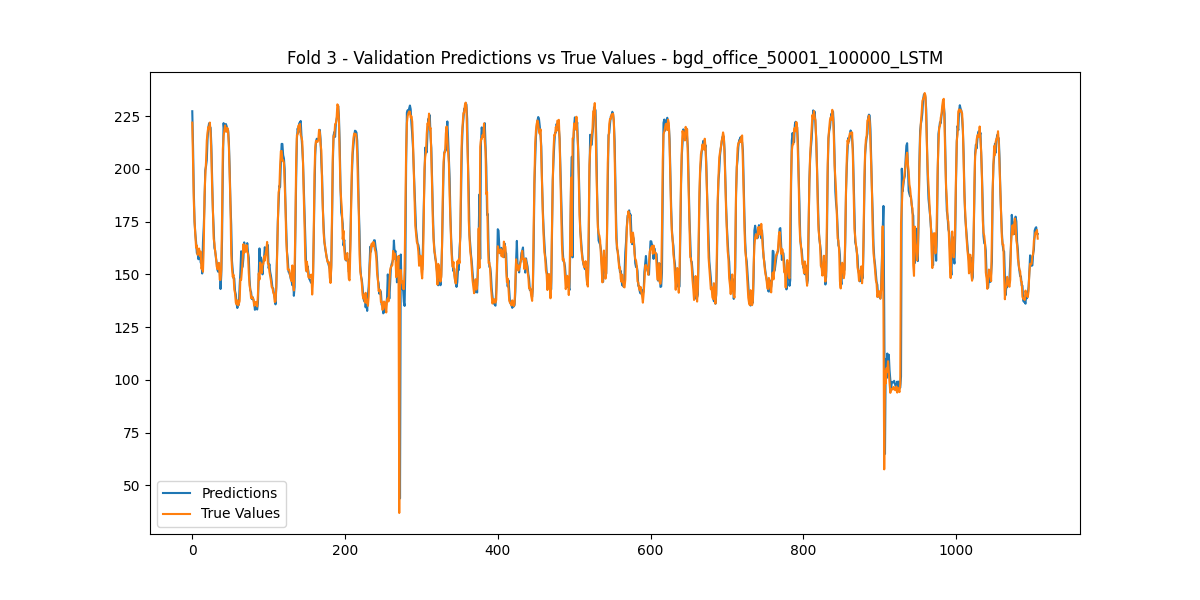 Fold 3 - Validation Predictions vs True Values - bgd_office_50001_100000_LSTM
225
200
175
150
125
100
75
50
Predictions
True Values
0 200 400 600 800 1000